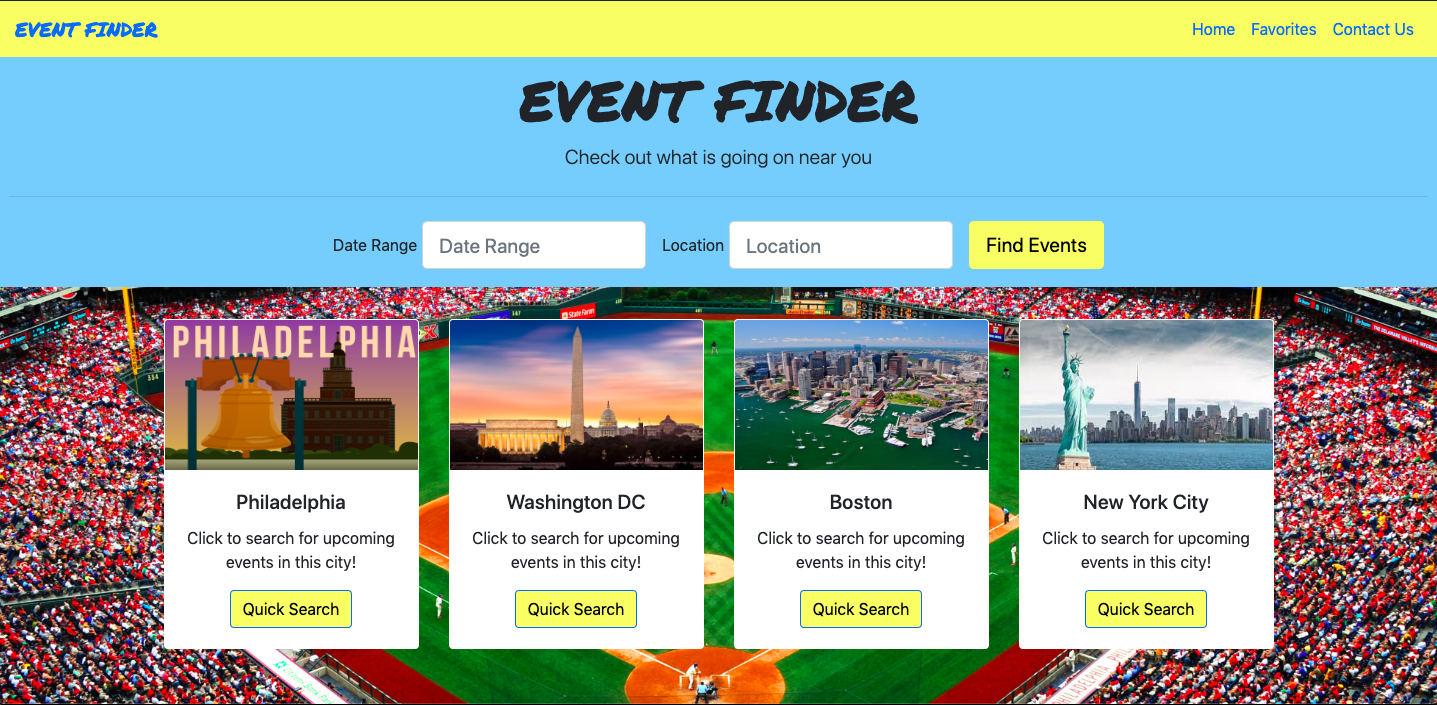 EVENT FINDER
Home Favorites Contact Us
EVENT FINDER
Check out what is going on near you
Date Range Date Range Location Location Find Events
State Farm
PHILADELPHIA
Philadelphia
Click to search for upcoming
events in this city!
Quick Search
Washington DC
Click to search for upcoming
events in this city!
Quick Search
Boston
Click to search for upcoming
events in this city!
Quick Search
New York City
Click to search for upcoming
events in this city!
Quick Search